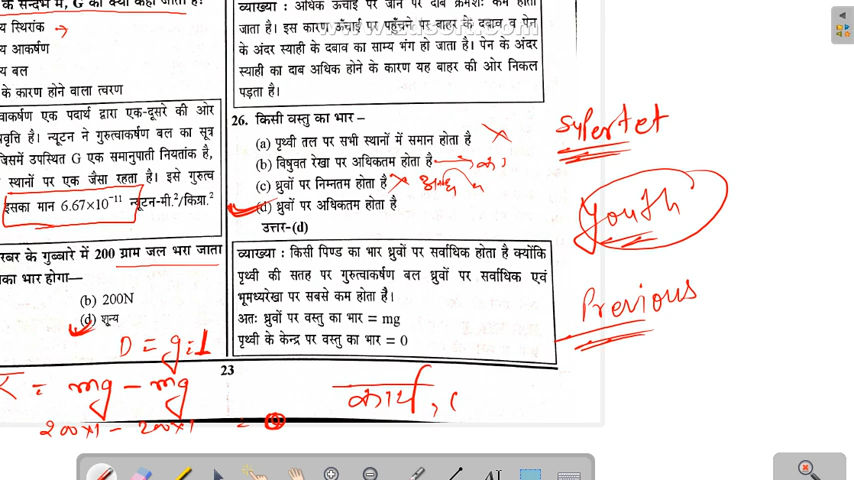 के सन्दर्भ में, G को क्या कहा जाता है?
य स्थिरांक
य आकर्षण
य बल
के कारण होने वाला त्वरण
वाकर्षण एक पदार्थ द्वारा एक-दूसरे की ओर
वृत्ति है। न्यूटन ने गुरुत्वाकर्षण बल का सूत्र
जिसमें उपस्थित G एक समानुपाती नियतांक है,
स्थानों पर एक जैसा रहता है। इसे गुरुत्व
इसका मान 6.67×10⁻¹¹ न्यूटन-मी.²/किग्रा.²
रबर के गुब्बारे में 200 ग्राम जल भरा जाता
का भार होगा-
(b) 200N
(d) शून्य
D = g=1
= mg - mg
200×1 - 200×1 = 0
व्याख्या : अधिक ऊँचाई पर जाने पर दाब क्रमशः कम होता
जाता है। इस कारण ऊँचाई पर पहुँचने पर बाहर के दबाव व पेन
के अंदर स्याही के दबाव का साम्य भंग हो जाता है। पेन के अंदर
स्याही का दाब अधिक होने के कारण यह बाहर की ओर निकल
पड़ता है।
26. किसी वस्तु का भार –
(a) पृथ्वी तल पर सभी स्थानों में समान होता है
(b) विषुवत रेखा पर अधिकतम होता है
(c) ध्रुवों पर निम्नतम होता है
(d) ध्रुवों पर अधिकतम होता है
उत्तर-(d)
व्याख्या : किसी पिण्ड का भार ध्रुवों पर सर्वाधिक होता है क्योंकि
पृथ्वी की सतह पर गुरुत्वाकर्षण बल ध्रुवों पर सर्वाधिक एवं
भूमध्यरेखा पर सबसे कम होता है।
अतः ध्रुवों पर वस्तु का भार = mg
पृथ्वी के केन्द्र पर वस्तु का भार = 0
23
कार्य,
Youth
Previous